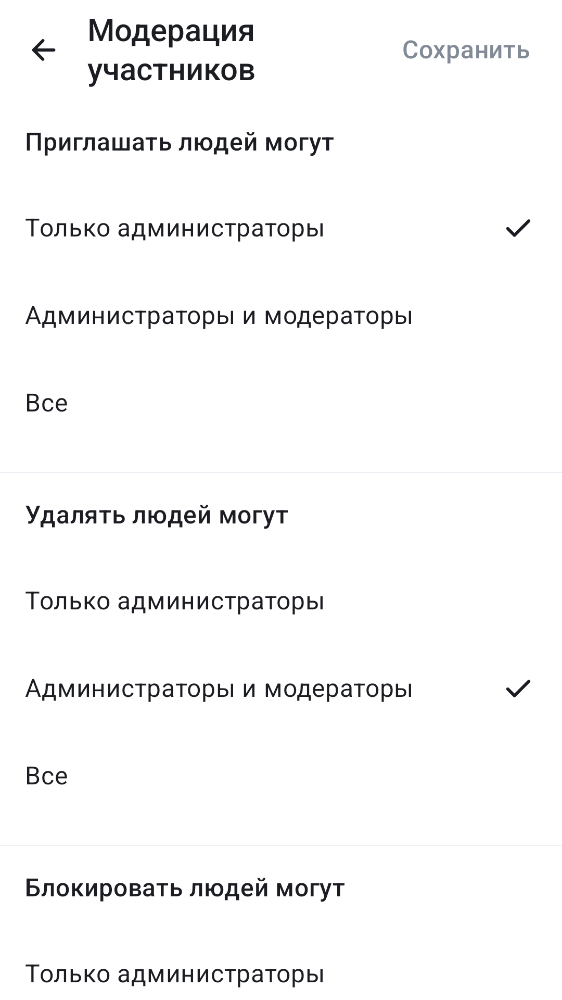 Модерация
участников
Сохранить
Приглашать людей могут
Только администраторы
Администраторы и модераторы
Все
Удалять людей могут
Только администраторы
Администраторы и модераторы
Все
Блокировать людей могут
Только администраторы